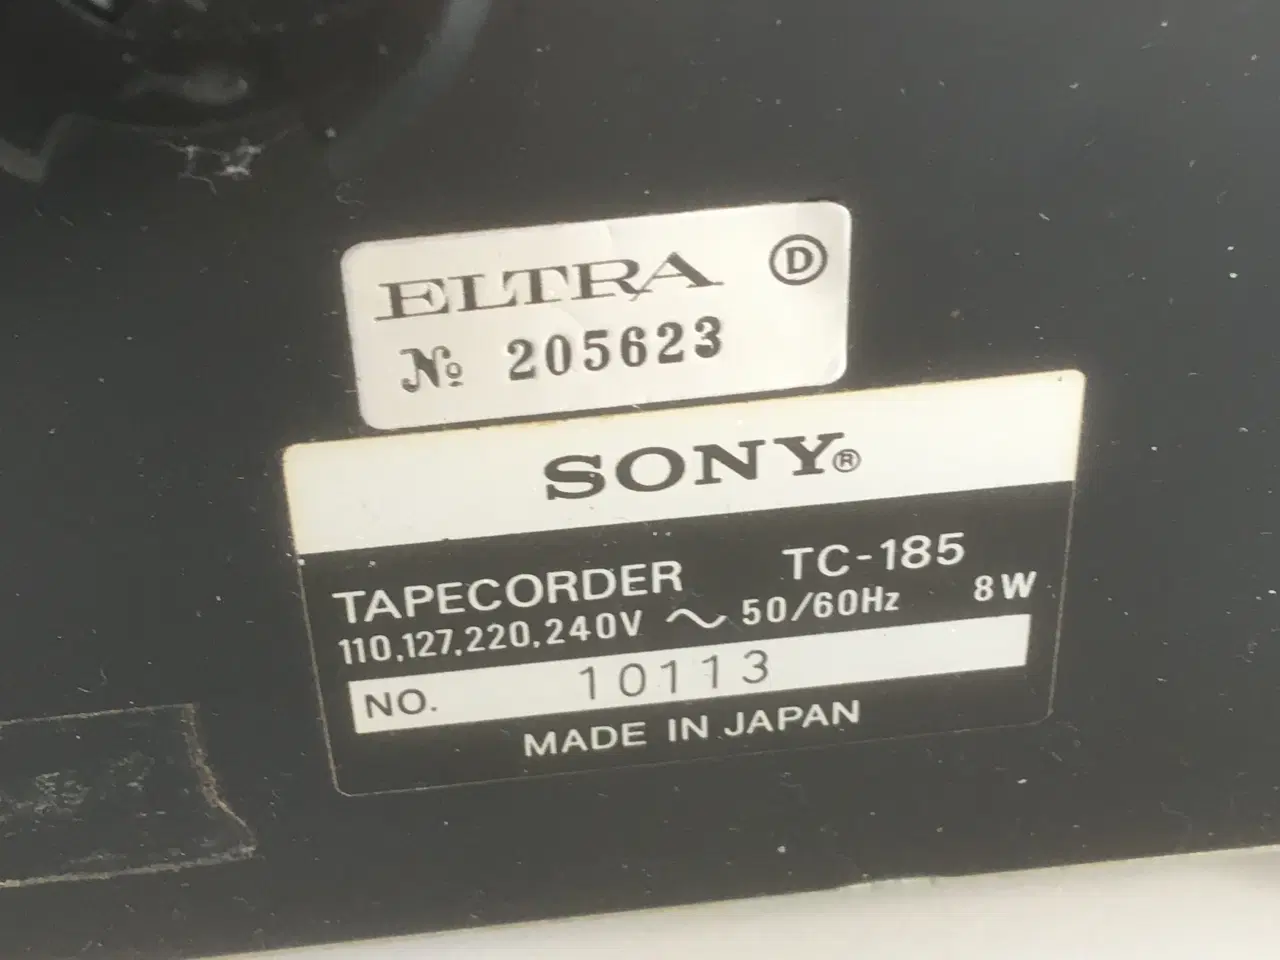 ELTRA Ⓓ
№ 205623
SONY®
TAPECORDER TC-185
110,127,220,240V ∼ 50/60Hz 8W
NO. 10113
MADE IN JAPAN